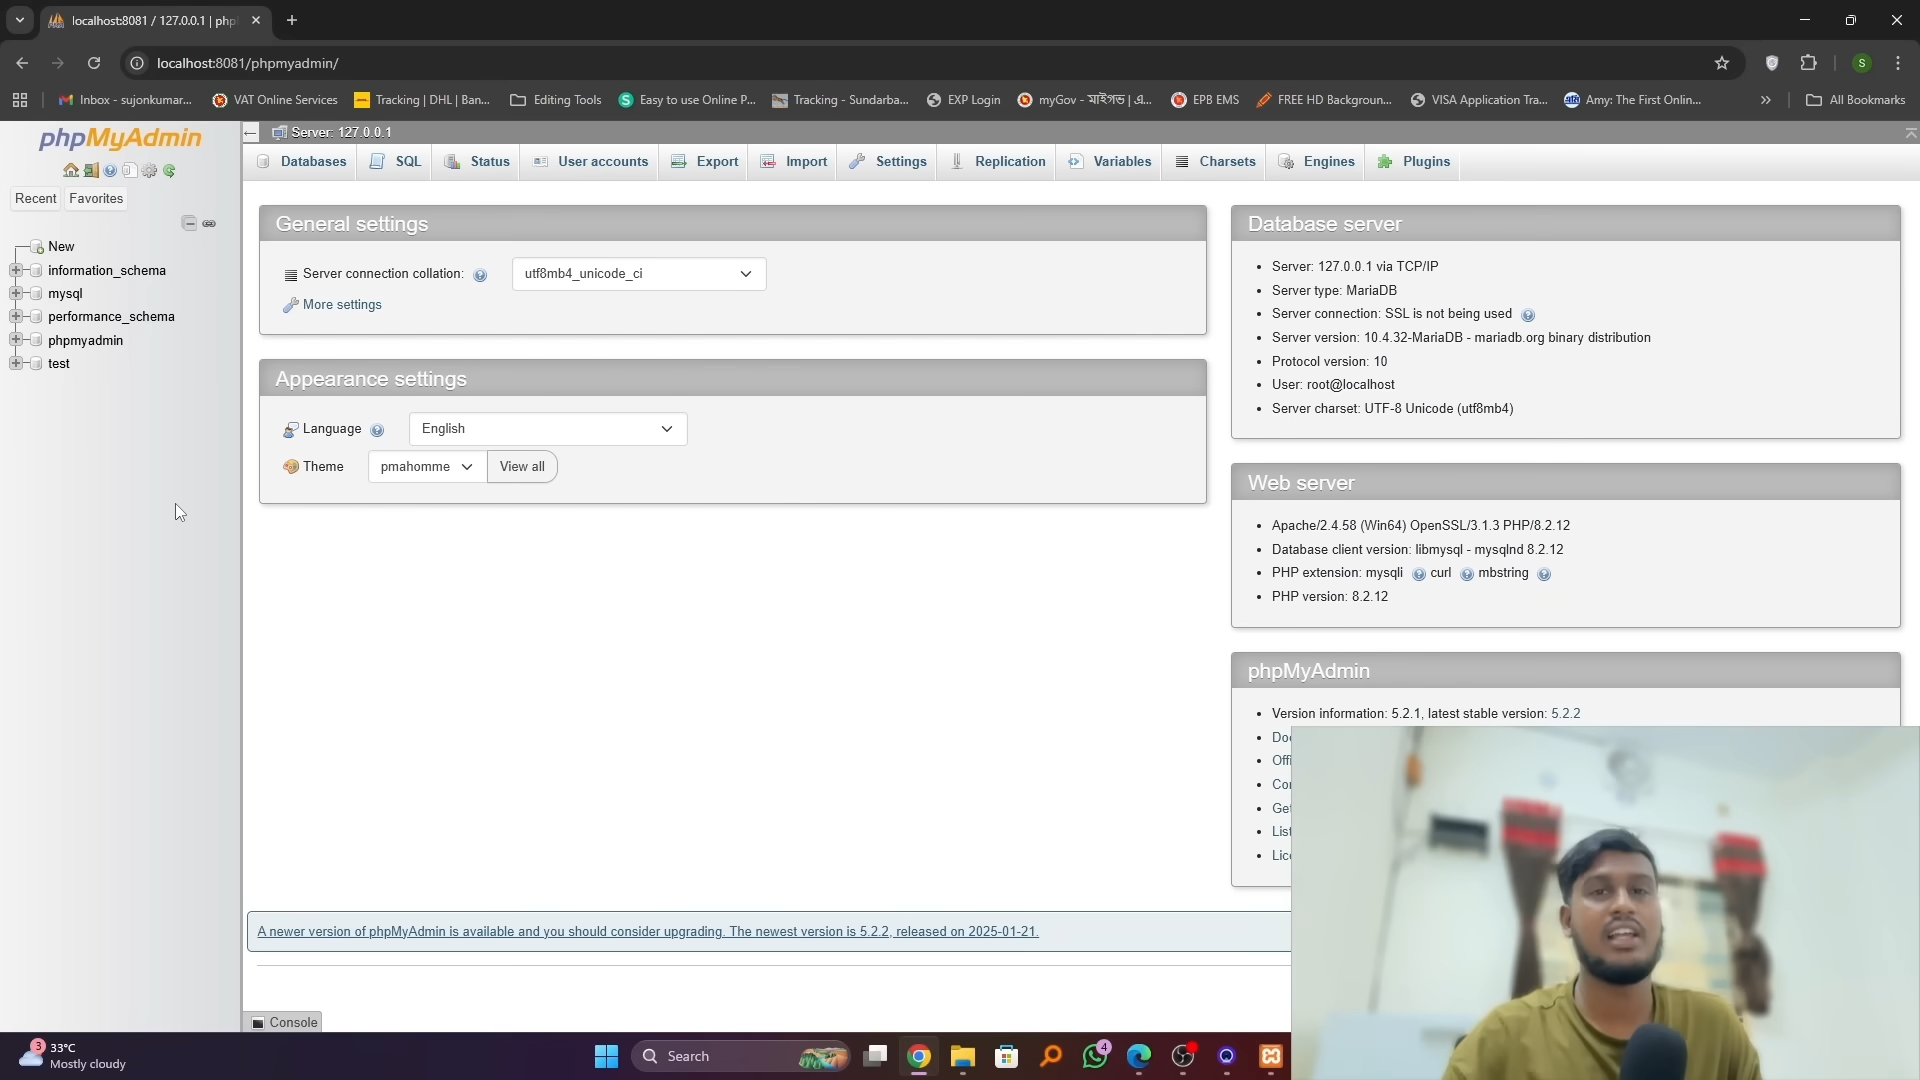 localhost:8081 / 127.0.0.1 | php
localhost:8081/phpmyadmin/
S
Inbox - sujonkumar...
VAT Online Services
Tracking | DHL | Ban...
Editing Tools
Easy to use Online P...
Tracking - Sundarba...
EXP Login
myGov - মাইগভ | এ...
EPB EMS
FREE HD Backgroun...
VISA Application Tra...
Amy: The First Onlin...
All Bookmarks
phpMyAdmin
Recent
Favorites
New
information_schema
mysql
performance_schema
phpmyadmin
test
Server: 127.0.0.1
Databases
SQL
Status
User accounts
Export
Import
Settings
Replication
Variables
Charsets
Engines
Plugins
General settings
Server connection collation:
utf8mb4_unicode_ci
More settings
Appearance settings
Language
English
Theme
pmahomme
View all
Database server
Server: 127.0.0.1 via TCP/IP
Server type: MariaDB
Server connection: SSL is not being used
Server version: 10.4.32-MariaDB - mariadb.org binary distribution
Protocol version: 10
User: root@localhost
Server charset: UTF-8 Unicode (utf8mb4)
Web server
Apache/2.4.58 (Win64) OpenSSL/3.1.3 PHP/8.2.12
Database client version: libmysql - mysqlnd 8.2.12
PHP extension: mysqli curl mbstring
PHP version: 8.2.12
phpMyAdmin
Version information: 5.2.1, latest stable version: 5.2.2
A newer version of phpMyAdmin is available and you should consider upgrading. The newest version is 5.2.2, released on 2025-01-21.
Console
3
33°C
Mostly cloudy
Search
4